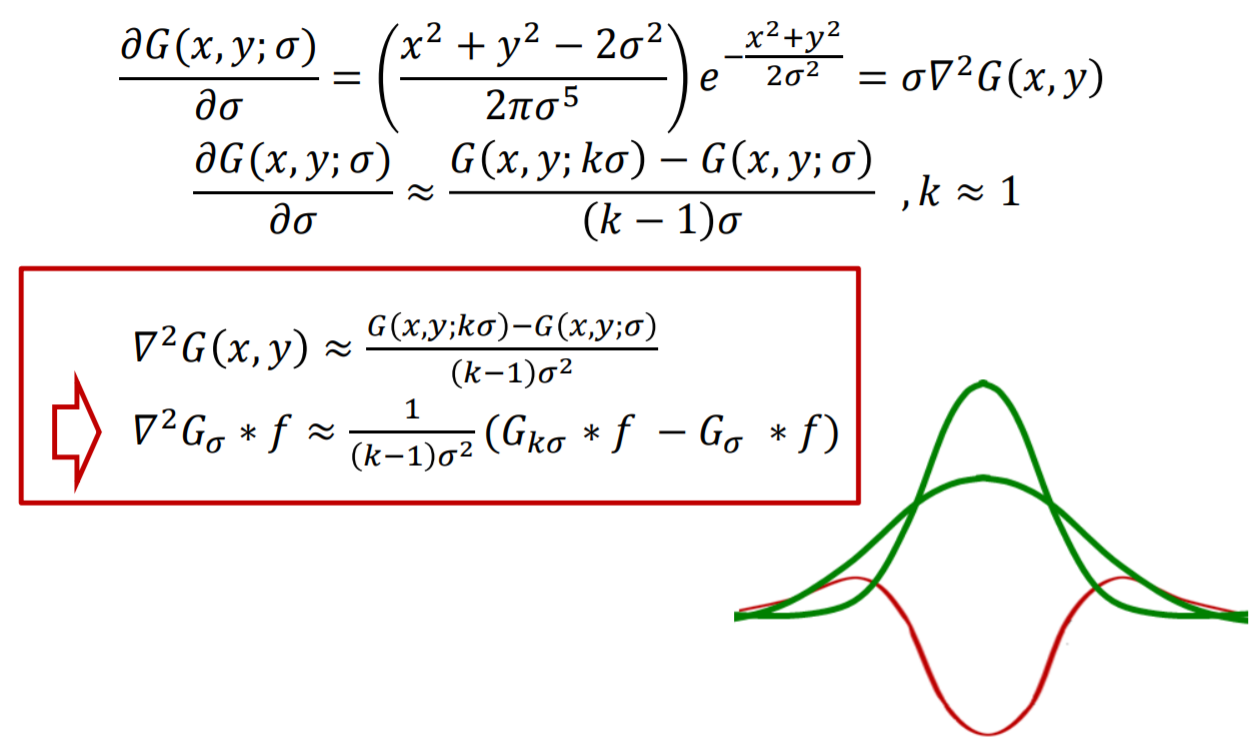 ∂G(x, y; σ)/∂σ = ((x² + y² − 2σ²)/(2πσ⁵)) e^(−(x²+y²)/(2σ²)) = σ∇²G(x, y)
∂G(x, y; σ)/∂σ ≈ (G(x, y; kσ) − G(x, y; σ))/((k − 1)σ) , k ≈ 1
∇²G(x, y) ≈ (G(x,y;kσ)−G(x,y;σ))/((k−1)σ²)
∇²G_σ ∗ f ≈ 1/((k−1)σ²) (G_kσ ∗ f − G_σ ∗ f)